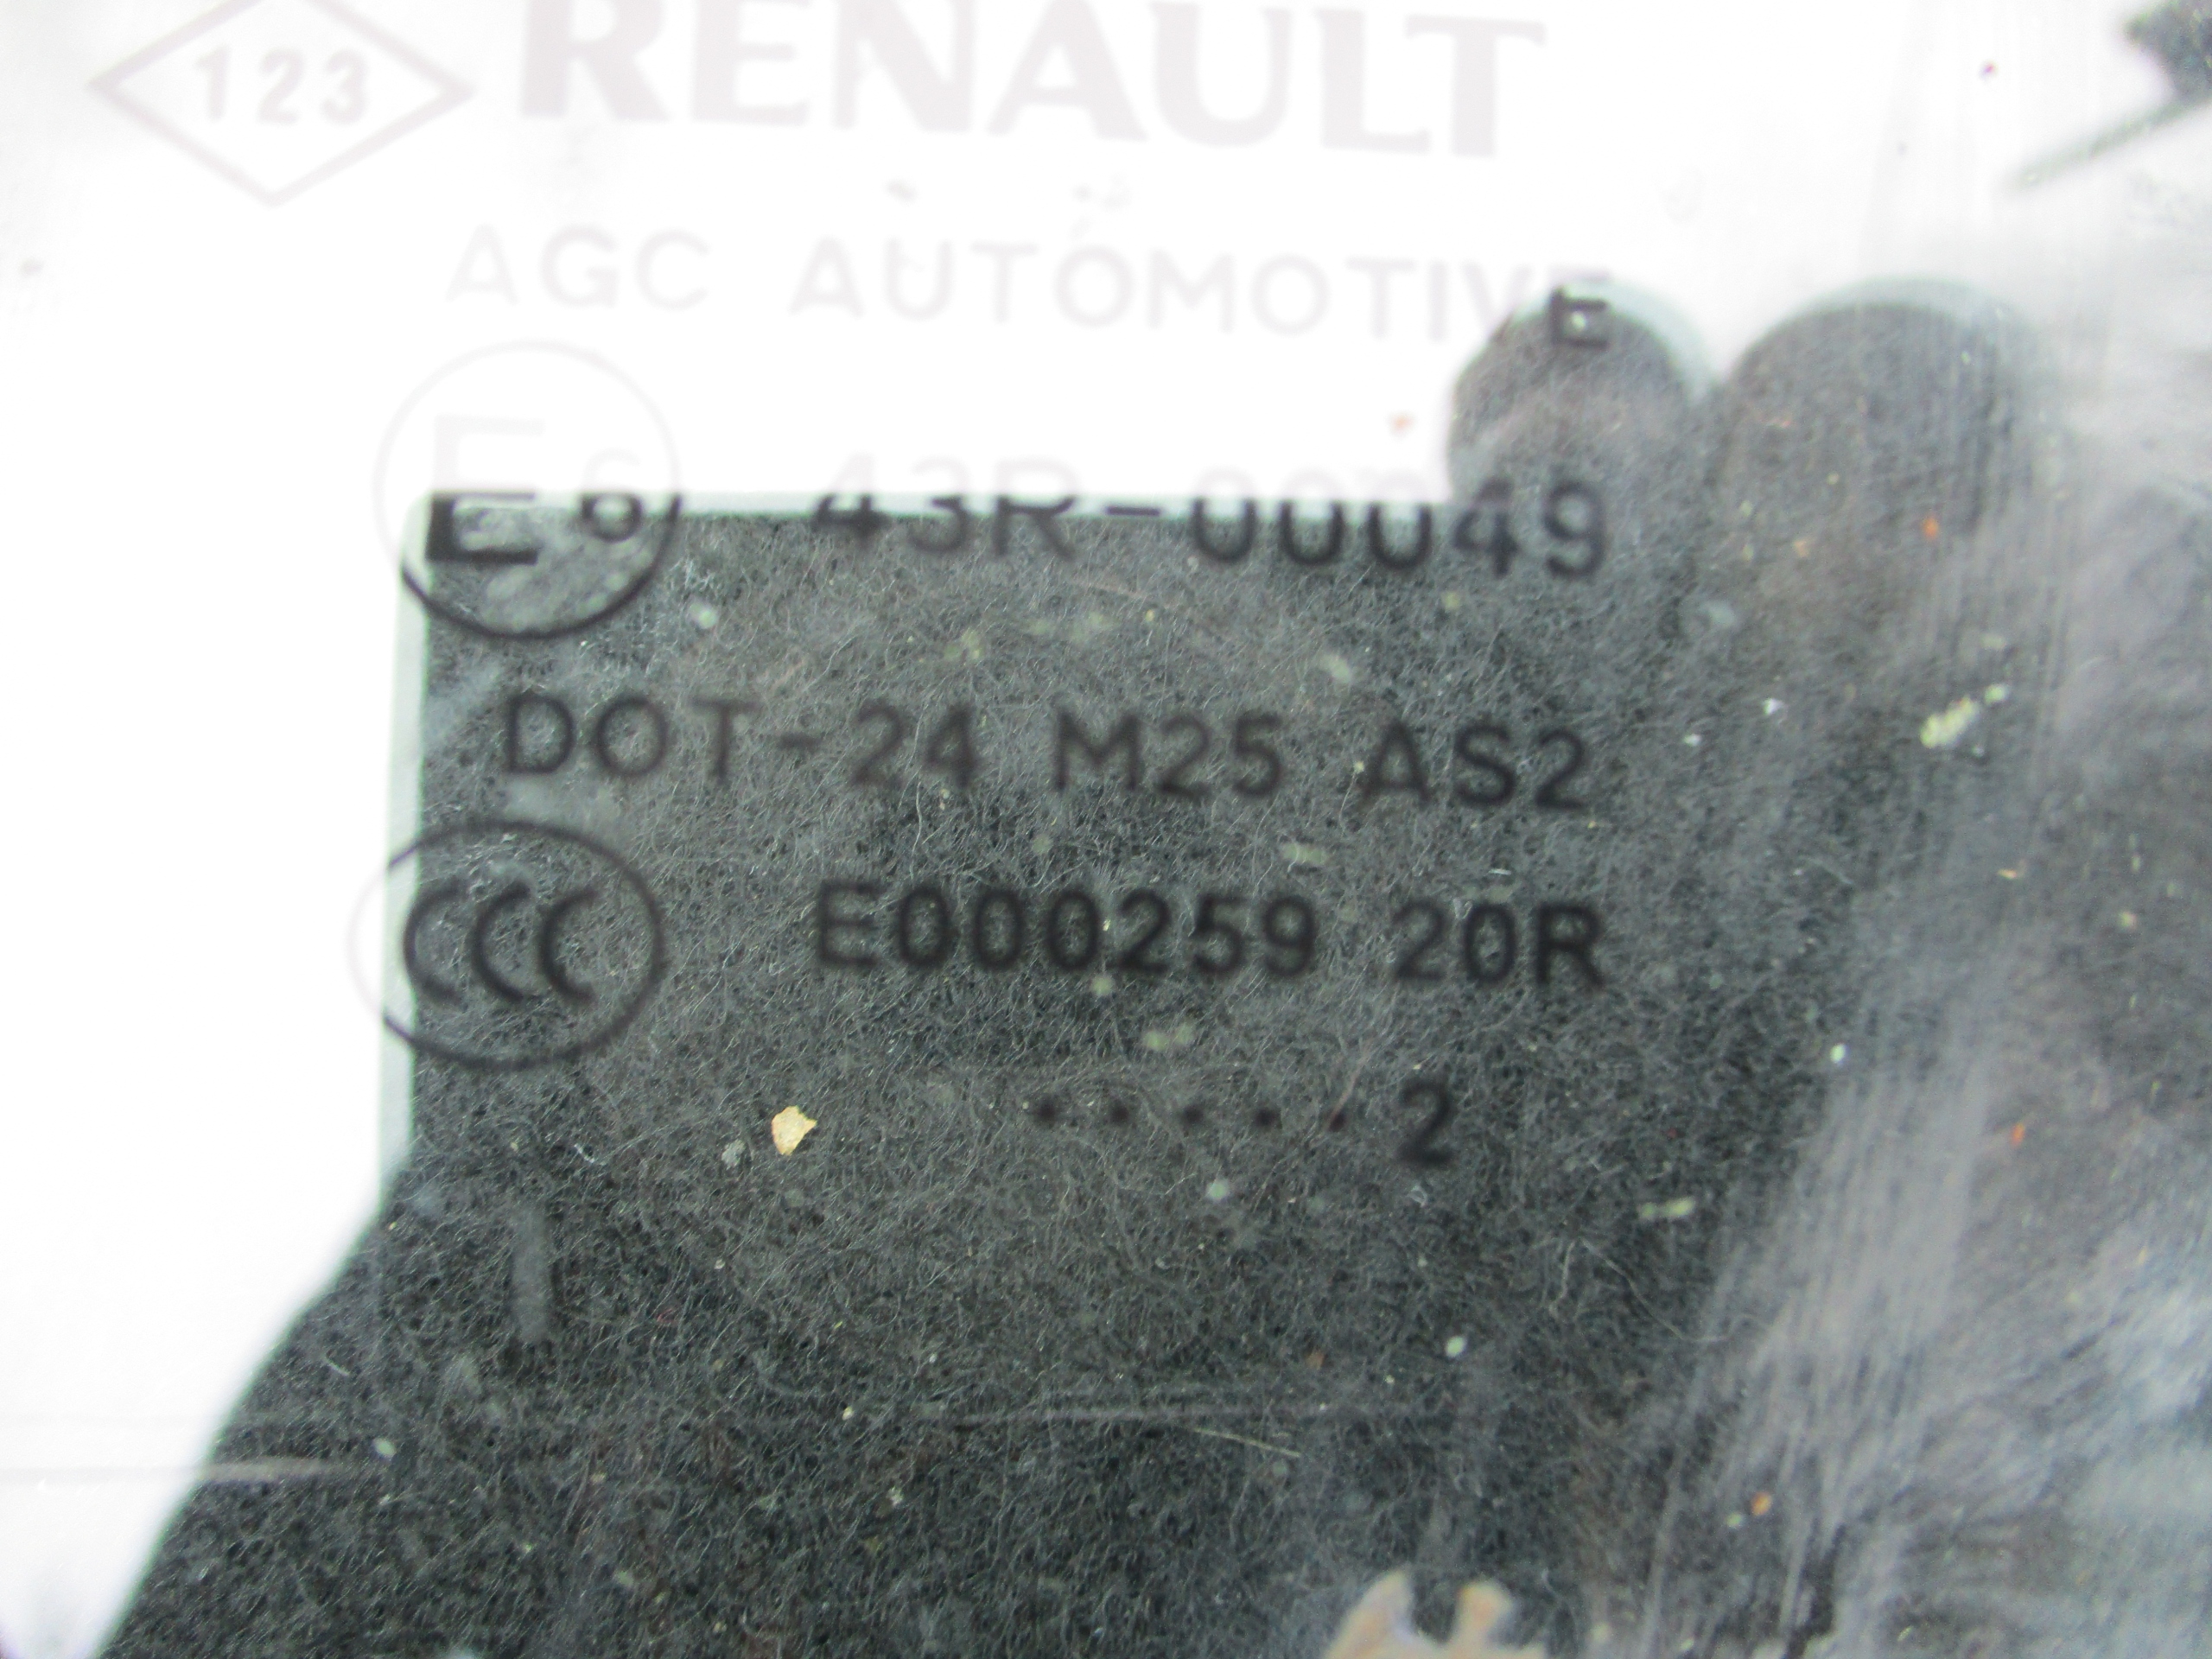 123 RENAULT
AGC AUTOMOTIVE
E6 43R-00049
DOT-24 M25 AS2
CCC E000259 20R
.....2